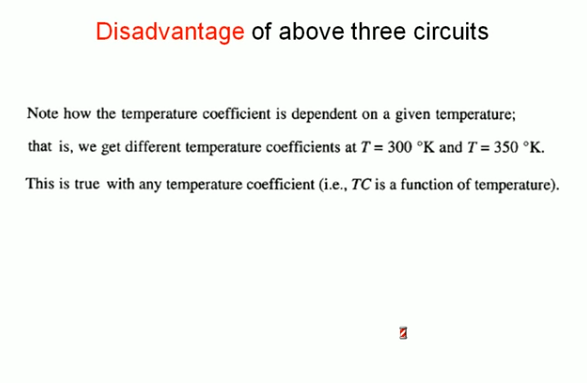 Disadvantage of above three circuits
Note how the temperature coefficient is dependent on a given temperature;
that is, we get different temperature coefficients at T = 300 °K and T = 350 °K.
This is true with any temperature coefficient (i.e., TC is a function of temperature).